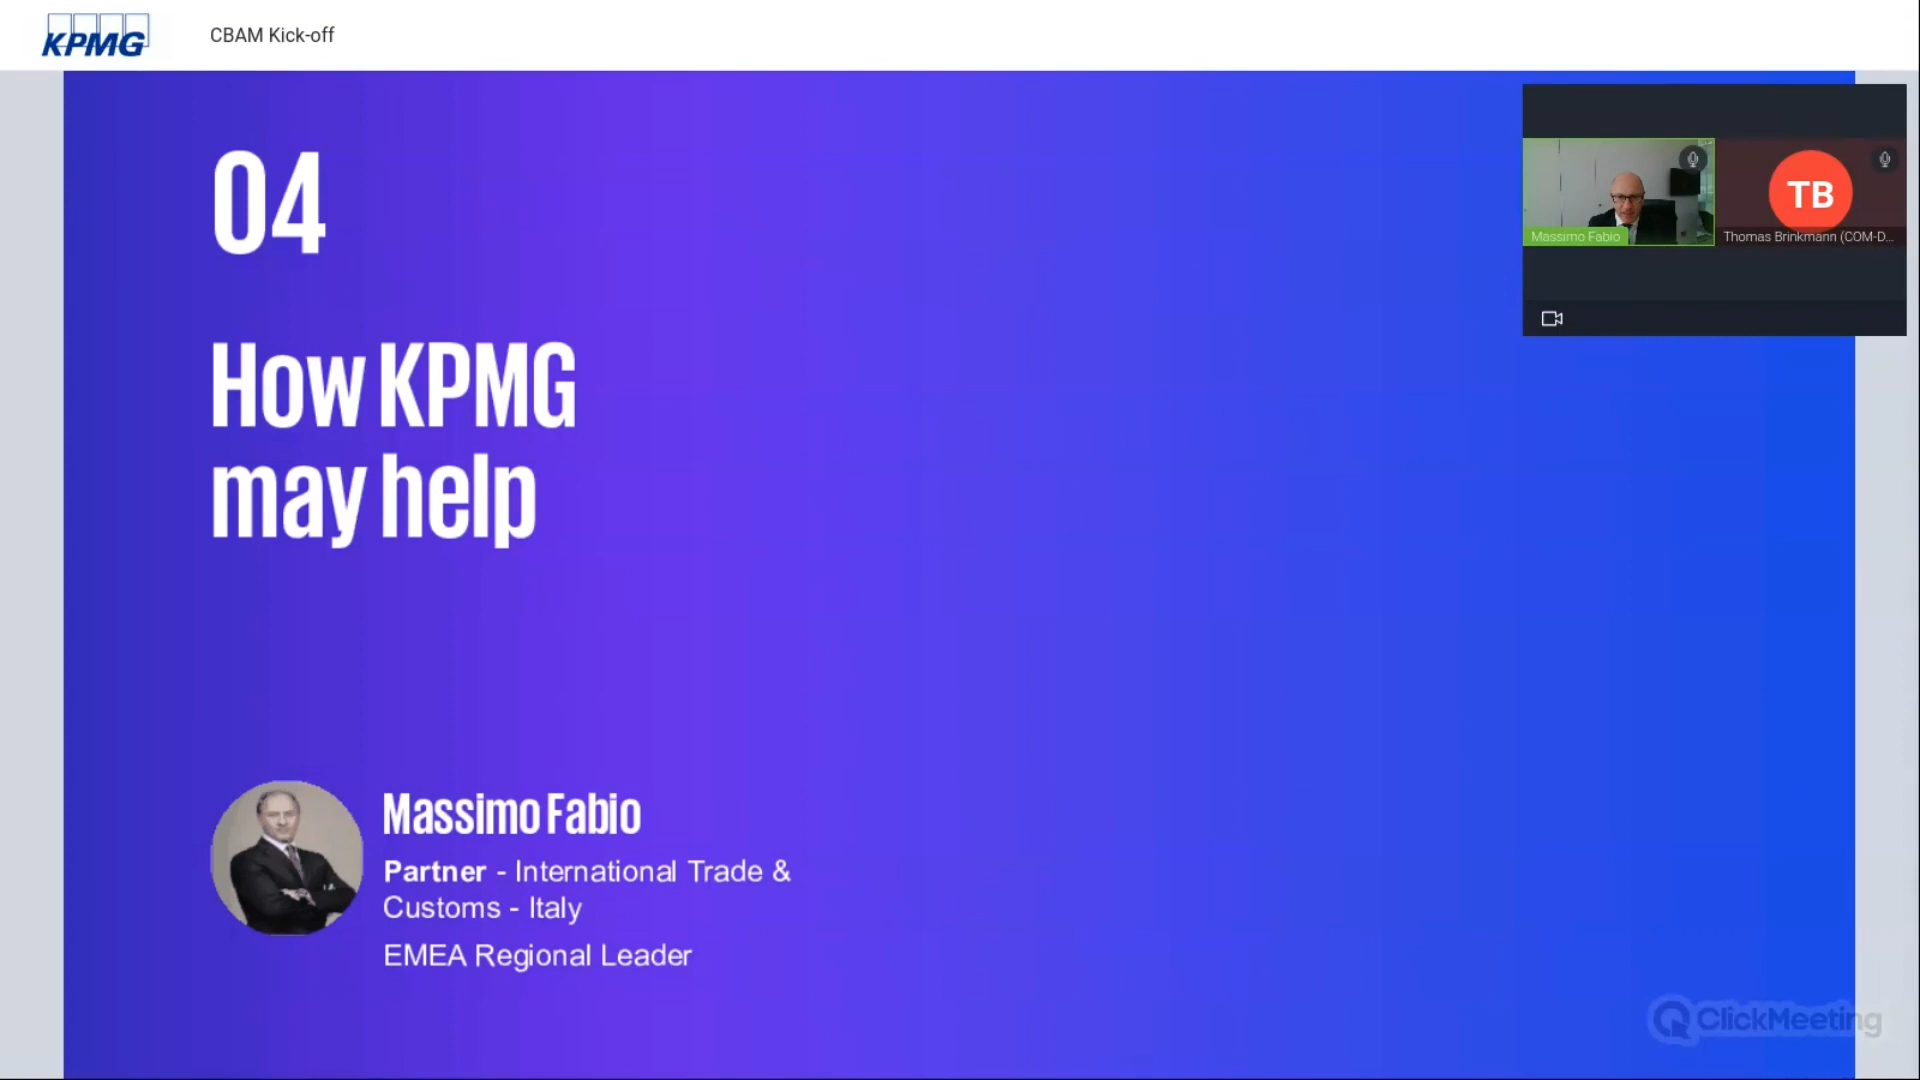 KPMG
CBAM Kick-off
04
How KPMG
may help
TB
Massimo Fabio
Thomas Brinkmann (COM-D...
Massimo Fabio
Partner - International Trade &
Customs - Italy
EMEA Regional Leader
ClickMeeting